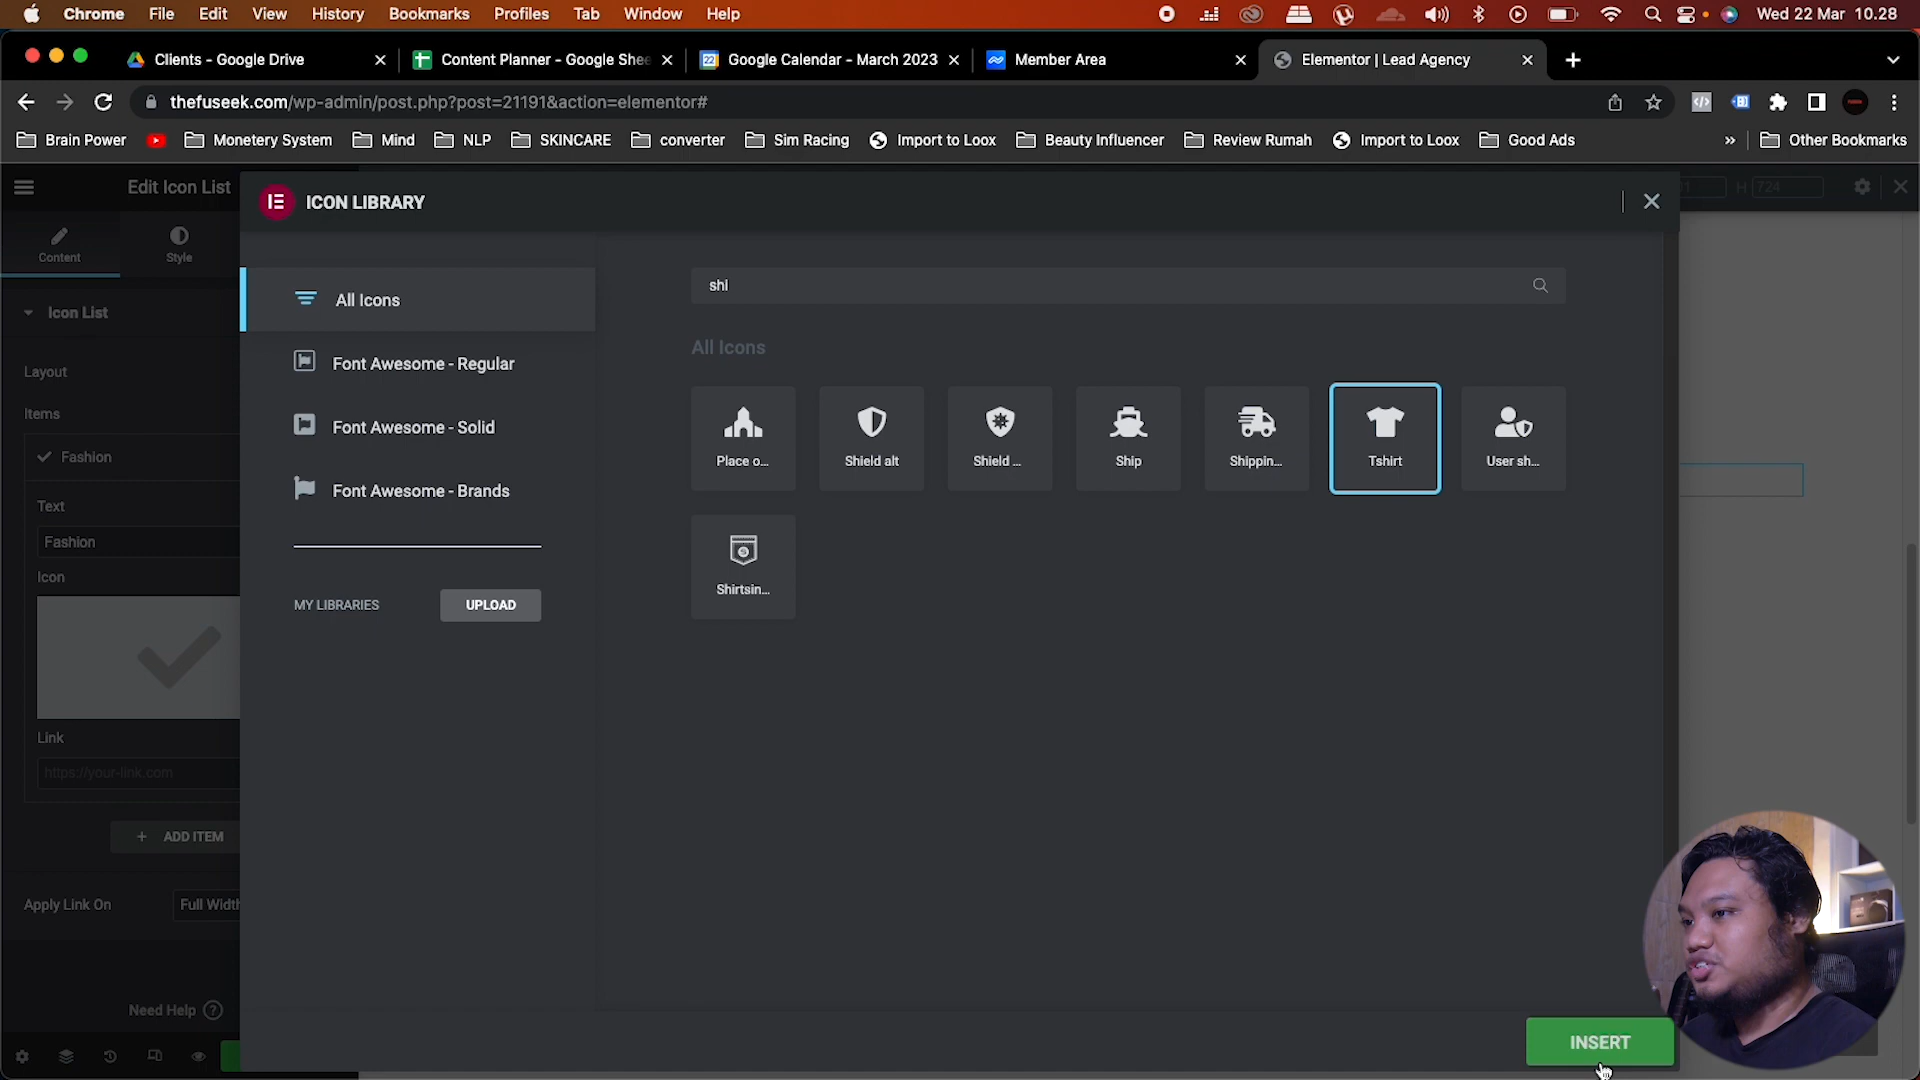 Chrome File Edit View History Bookmarks Profiles Tab Window Help Wed 22 Mar 10.28
Clients - Google Drive Content Planner - Google Shee Google Calendar - March 2023 Member Area Elementor | Lead Agency
thefuseek.com/wp-admin/post.php?post=21191&action=elementor#
Brain Power Monetery System Mind NLP SKINCARE converter Sim Racing Import to Loox Beauty Influencer Review Rumah Import to Loox Good Ads » Other Bookmarks
Edit Icon List
ICON LIBRARY
H 724
Content Style
All Icons
shi
Icon List
All Icons
Font Awesome - Regular
Layout
Items
Font Awesome - Solid
Place o... Shield alt Shield ... Ship Shippin... Tshirt User sh...
Fashion
Font Awesome - Brands
Text
Fashion
Icon
Shirtsin...
MY LIBRARIES UPLOAD
Link
https://your-link.com
+ ADD ITEM
Apply Link On Full Width
Need Help ?
INSERT